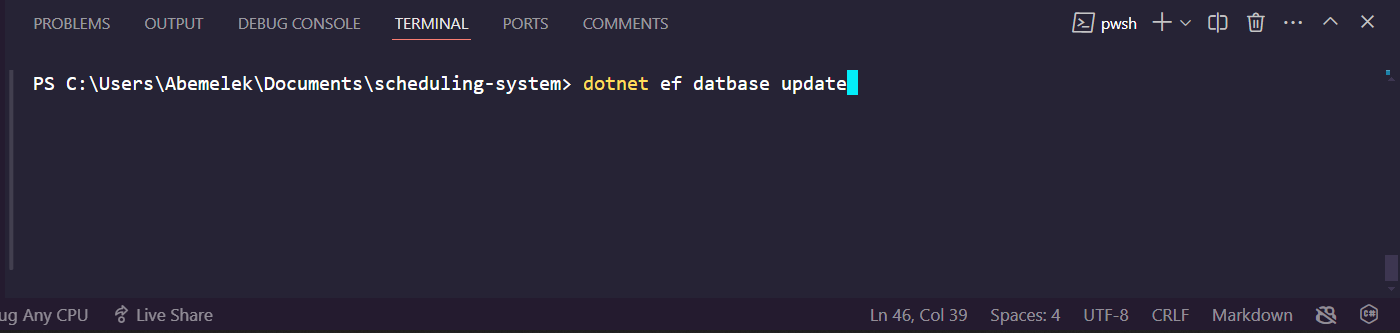 PROBLEMS OUTPUT DEBUG CONSOLE TERMINAL PORTS COMMENTS pwsh
PS C:\Users\Abemelek\Documents\scheduling-system> dotnet ef datbase update
ug Any CPU Live Share Ln 46, Col 39 Spaces: 4 UTF-8 CRLF Markdown C#